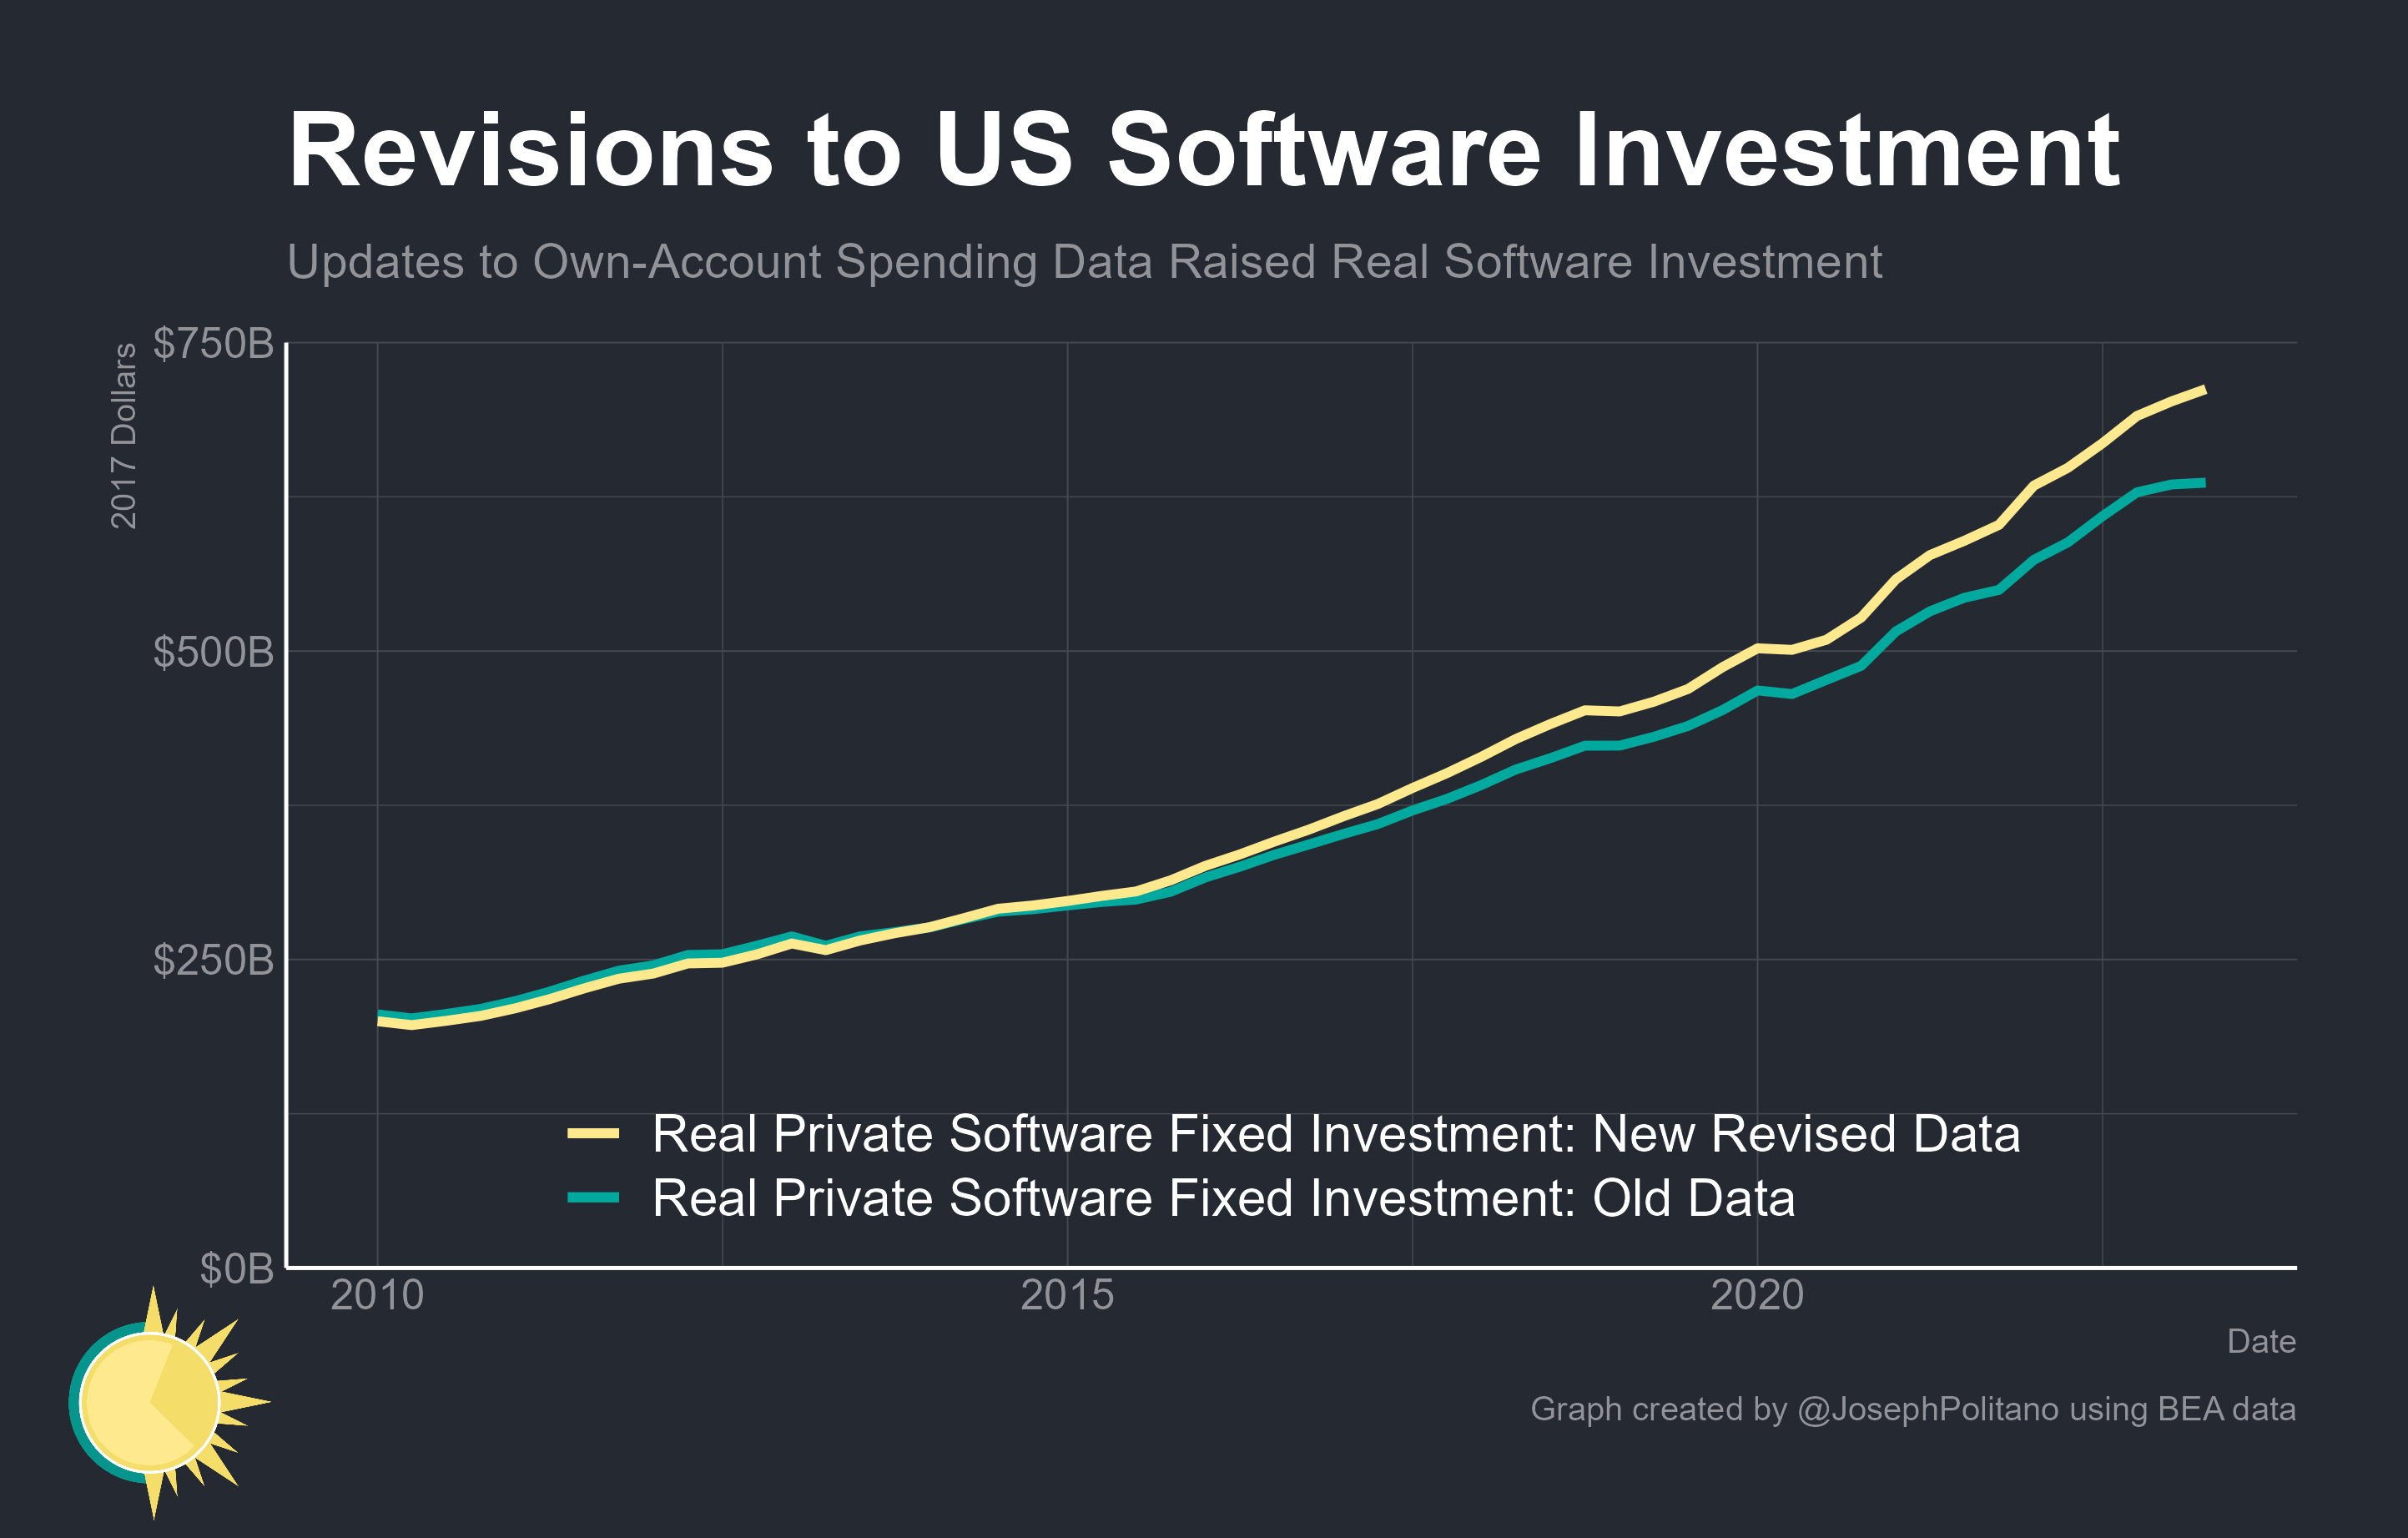 Revisions to US Software Investment
Updates to Own-Account Spending Data Raised Real Software Investment
2017 Dollars
$750B
$500B
$250B
$0B
Real Private Software Fixed Investment: New Revised Data
Real Private Software Fixed Investment: Old Data
2010
2015
2020
Date
Graph created by @JosephPolitano using BEA data